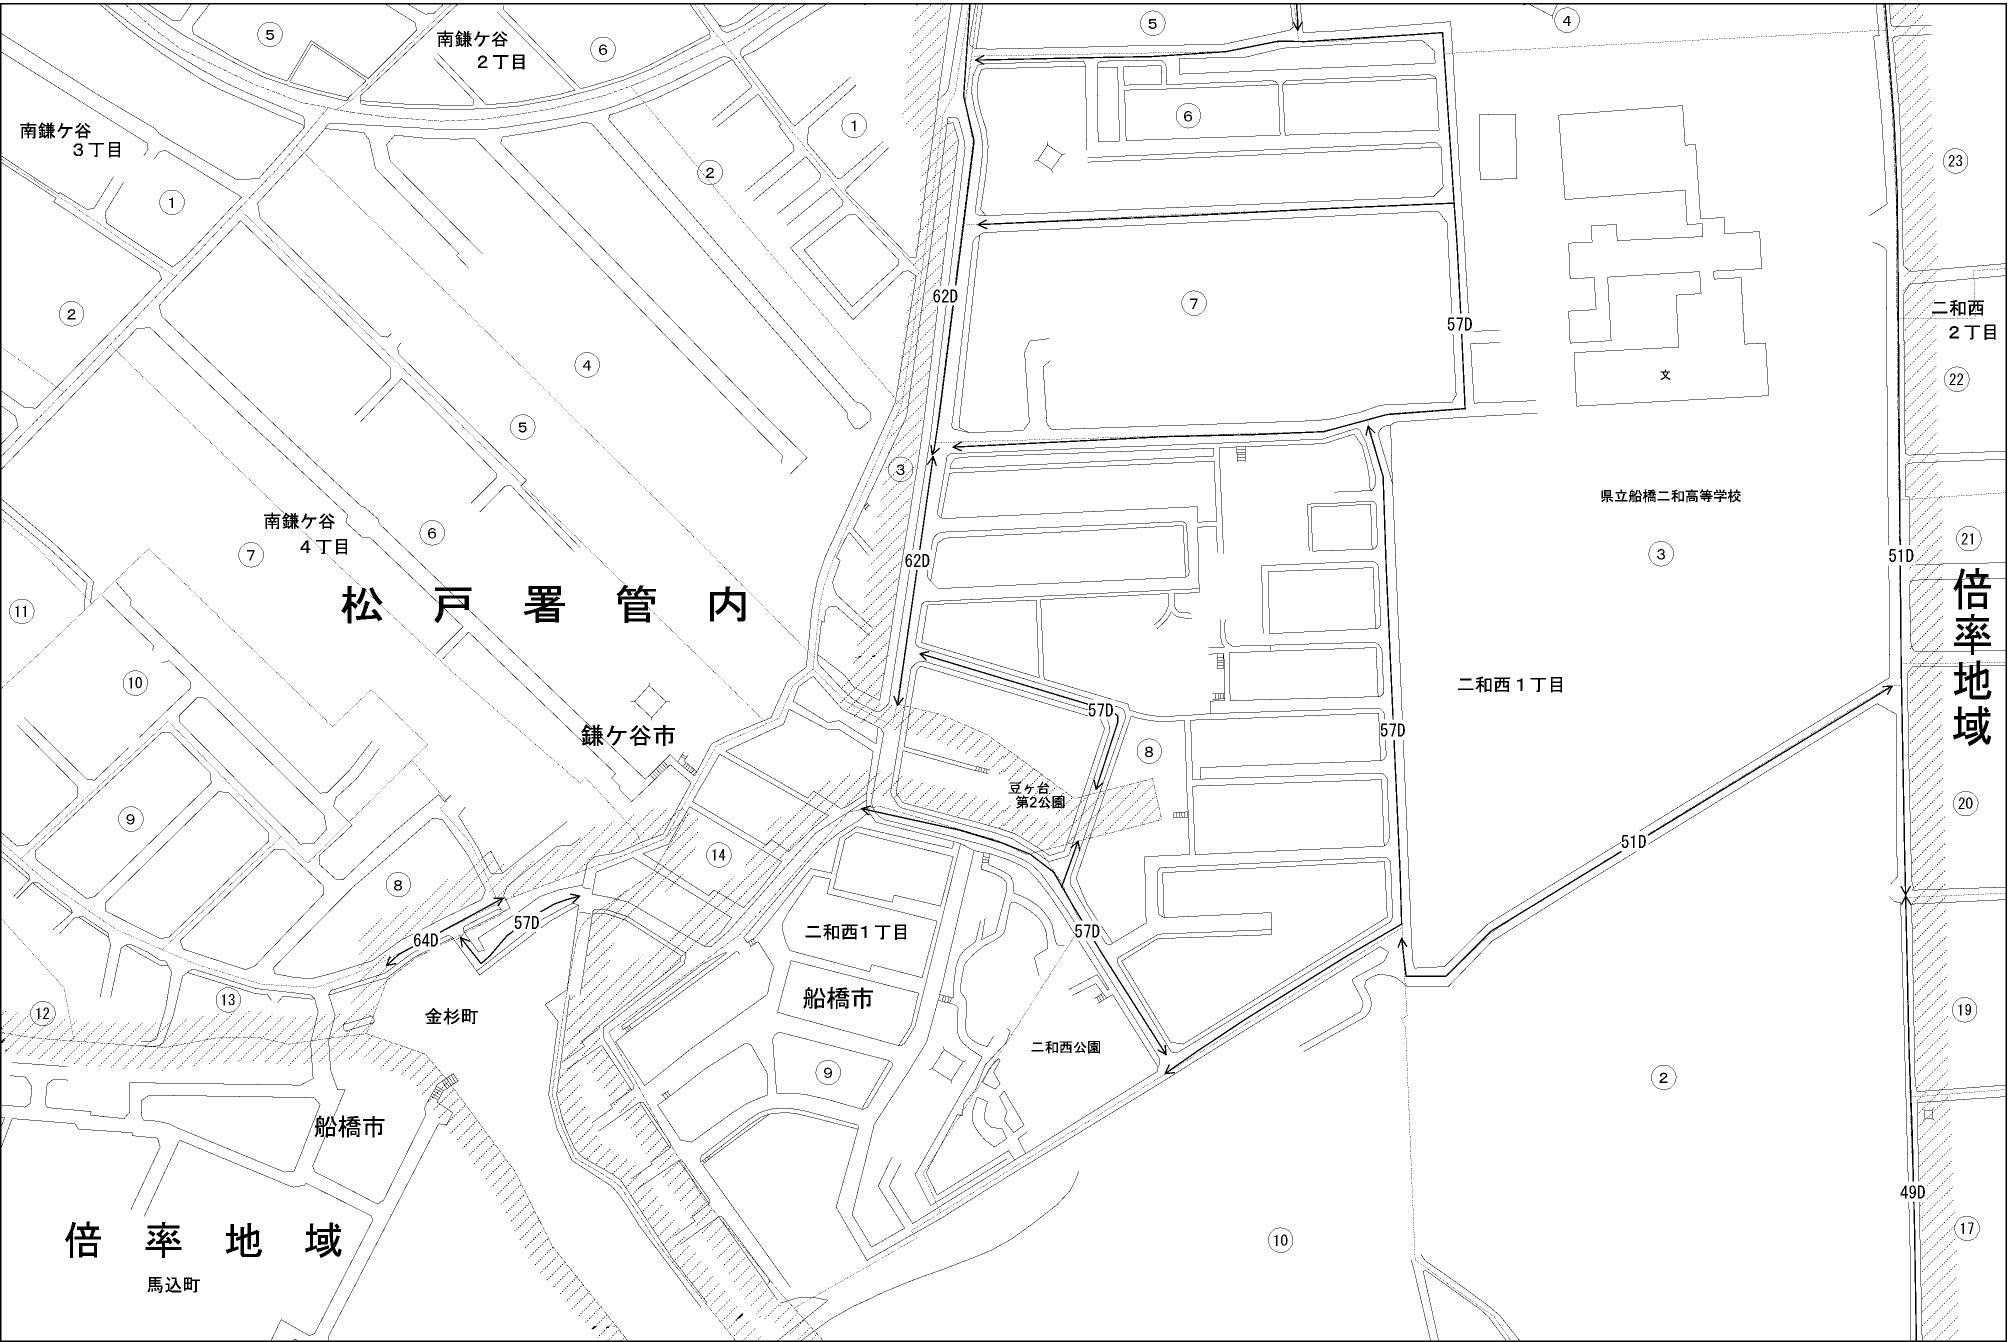 ⑤
南鎌ケ谷
２丁目
⑥
⑤
④
南鎌ケ谷
３丁目
①
②
①
⑥
㉓
①
②
62D
⑦
57D
二和西
２丁目
②
④
⑤
文
㉒
③
県立船橋二和高等学校
南鎌ケ谷
４丁目
⑦
⑥
62D
③
51D
㉑
⑪
松戸署管内
倍率地域
⑩
二和西１丁目
鎌ケ谷市
57D
57D
⑧
豆ヶ台
第2公園
⑨
⑳
⑭
51D
⑧
57D
64D
57D
二和西１丁目
⑫
⑬
金杉町
船橋市
⑲
二和西公園
⑨
②
船橋市
49D
倍率地域
⑩
⑰
馬込町